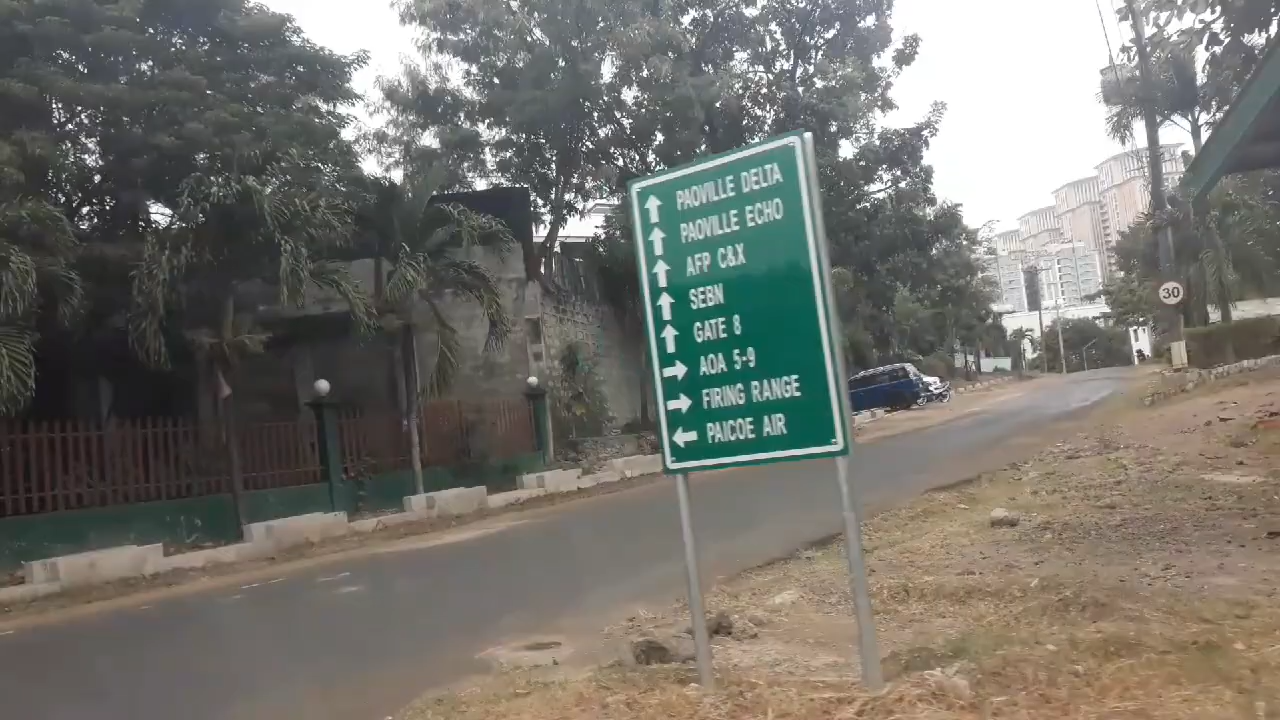 PAOVILLE DELTA
PAOVILLE ECHO
AFP C&X
SEBN
GATE 8
AOA 5-9
FIRING RANGE
PAICOE AIR
30